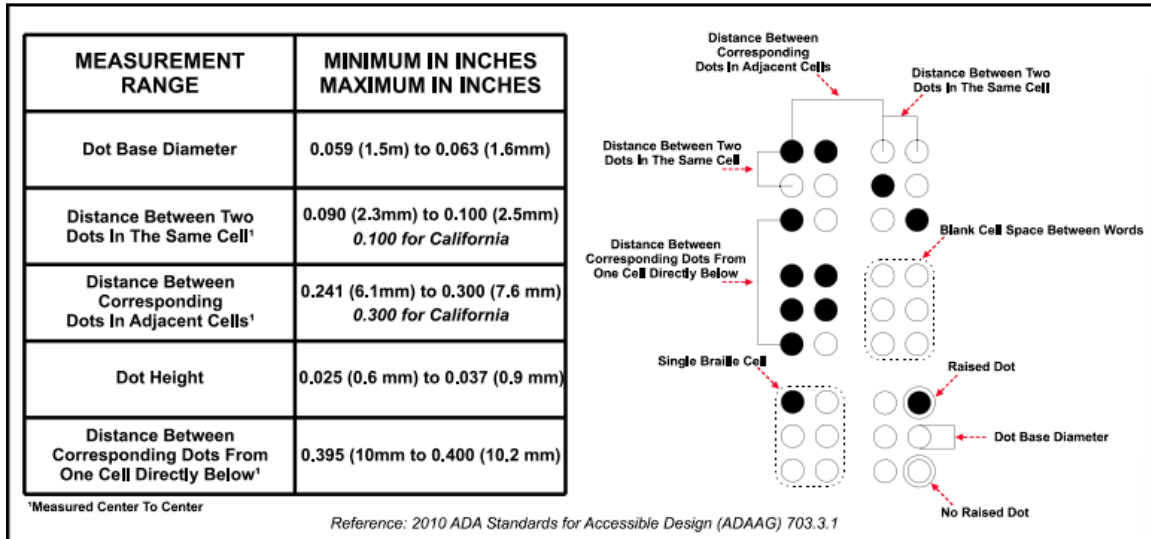 MEASUREMENT
RANGE
MINIMUM IN INCHES
MAXIMUM IN INCHES
Dot Base Diameter
0.059 (1.5m) to 0.063 (1.6mm)
Distance Between Two
Dots In The Same Cell¹
0.090 (2.3mm) to 0.100 (2.5mm)
0.100 for California
Distance Between
Corresponding
Dots In Adjacent Cells¹
0.241 (6.1mm) to 0.300 (7.6 mm)
0.300 for California
Dot Height
0.025 (0.6 mm) to 0.037 (0.9 mm)
Distance Between
Corresponding Dots From
One Cell Directly Below¹
0.395 (10mm to 0.400 (10.2 mm)
¹Measured Center To Center
Distance Between
Corresponding
Dots In Adjacent Cells
Distance Between Two
Dots In The Same Cell
Distance Between Two
Dots In The Same Cell
Distance Between
Corresponding Dots From
One Cell Directly Below
Blank Cell Space Between Words
Single Braille Cell
Raised Dot
Dot Base Diameter
No Raised Dot
Reference: 2010 ADA Standards for Accessible Design (ADAAG) 703.3.1